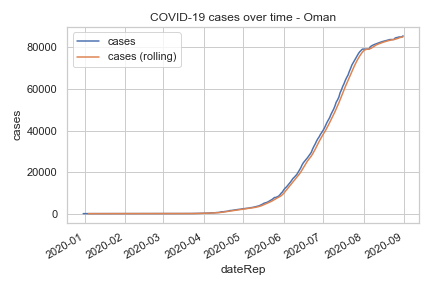 COVID-19 cases over time - Oman
cases
cases (rolling)
80000
60000
40000
20000
0
cases
2020-01
2020-02
2020-03
2020-04
2020-05
2020-06
2020-07
2020-08
2020-09
dateRep